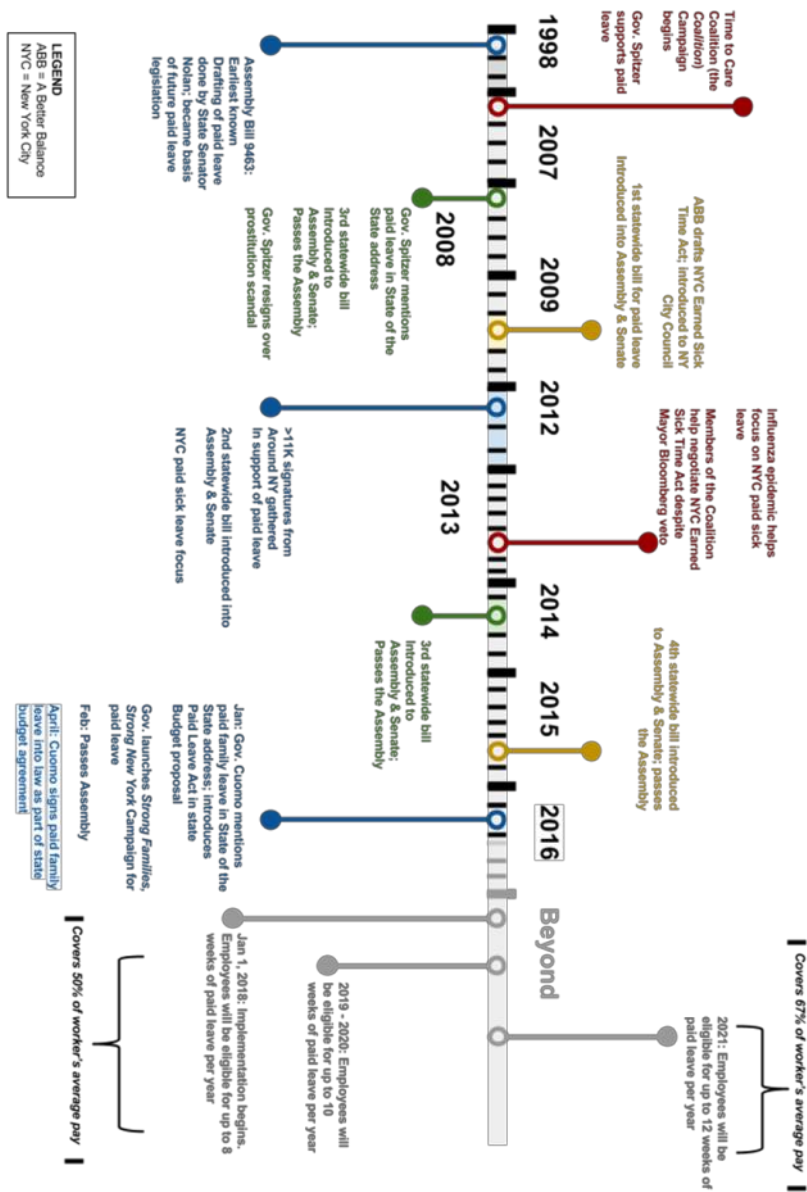 Time to Care
Coalition (the
Coalition)
Campaign
begins
Gov. Spitzer
supports paid
leave
ABB drafts NYC Earned Sick
Time Act; introduced to NY
City Council
1st statewide bill for paid leave
Introduced into Assembly & Senate
Influenza epidemic helps
focus on NYC paid sick
leave
Members of the Coalition
help negotiate NYC Earned
Sick Time Act despite
Mayor Bloomberg veto
4th statewide bill introduced
to Assembly & Senate; passes
the Assembly
Covers 67% of worker's average pay
2021: Employees will be
eligible for up to 12 weeks of
paid leave per year
1998
2007
2009
2012
2014
2015
2016
Beyond
2008
2013
Assembly Bill 9463:
Earliest known
Drafting of paid leave
done by State Senator
Nolan; became basis
of future paid leave
legislation
Gov. Spitzer mentions
paid leave in State of the
State address
3rd statewide bill
Introduced to
Assembly & Senate;
Passes the Assembly
Gov. Spitzer resigns over
prostitution scandal
>11K signatures from
Around NY gathered
In support of paid leave
2nd statewide bill introduced into
Assembly & Senate
NYC paid sick leave focus
3rd statewide bill
Introduced to
Assembly & Senate;
Passes the Assembly
Jan: Gov. Cuomo mentions
paid family leave in State of the
State address; introduces
Paid Leave Act in state
Budget proposal
Gov. launches Strong Families,
Strong New York Campaign for
paid leave
Feb: Passes Assembly
April: Cuomo signs paid family
leave into law as part of state
budget agreement
2019 - 2020: Employees will
be eligible for up to 10
weeks of paid leave per year
Jan 1, 2018: Implementation begins.
Employees will be eligible for up to 8
weeks of paid leave per year
Covers 50% of worker's average pay
LEGEND
ABB = A Better Balance
NYC = New York City